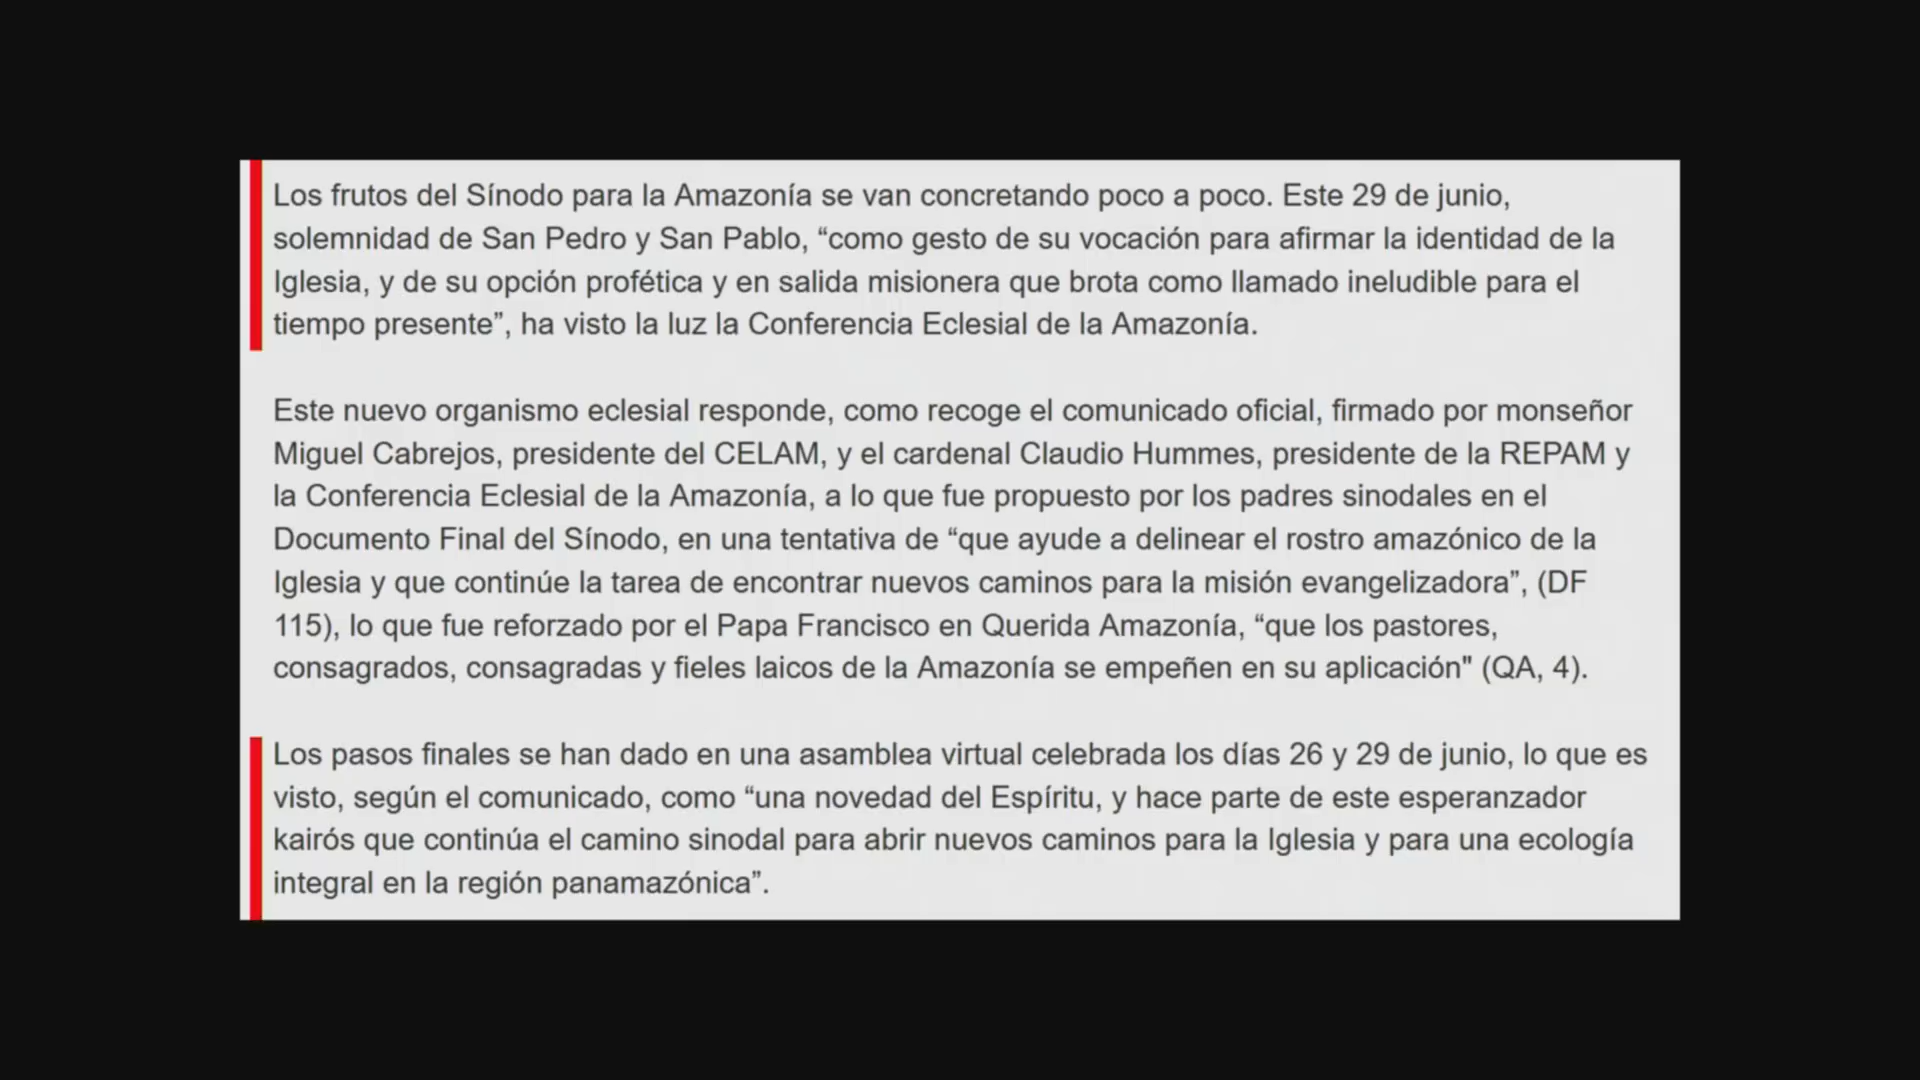 Los frutos del Sínodo para la Amazonía se van concretando poco a poco. Este 29 de junio,
solemnidad de San Pedro y San Pablo, “como gesto de su vocación para afirmar la identidad de la
Iglesia, y de su opción profética y en salida misionera que brota como llamado ineludible para el
tiempo presente”, ha visto la luz la Conferencia Eclesial de la Amazonía.
Este nuevo organismo eclesial responde, como recoge el comunicado oficial, firmado por monseñor
Miguel Cabrejos, presidente del CELAM, y el cardenal Claudio Hummes, presidente de la REPAM y
la Conferencia Eclesial de la Amazonía, a lo que fue propuesto por los padres sinodales en el
Documento Final del Sínodo, en una tentativa de “que ayude a delinear el rostro amazónico de la
Iglesia y que continúe la tarea de encontrar nuevos caminos para la misión evangelizadora”, (DF
115), lo que fue reforzado por el Papa Francisco en Querida Amazonía, “que los pastores,
consagrados, consagradas y fieles laicos de la Amazonía se empeñen en su aplicación" (QA, 4).
Los pasos finales se han dado en una asamblea virtual celebrada los días 26 y 29 de junio, lo que es
visto, según el comunicado, como “una novedad del Espíritu, y hace parte de este esperanzador
kairós que continúa el camino sinodal para abrir nuevos caminos para la Iglesia y para una ecología
integral en la región panamazónica”.